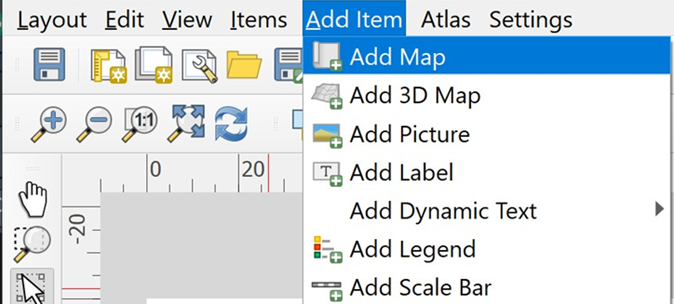 Layout Edit View Items Add Item Atlas Settings
Add Map
Add 3D Map
1:1
Add Picture
T
Add Label
0 20
Add Dynamic Text
-20
Add Legend
Add Scale Bar